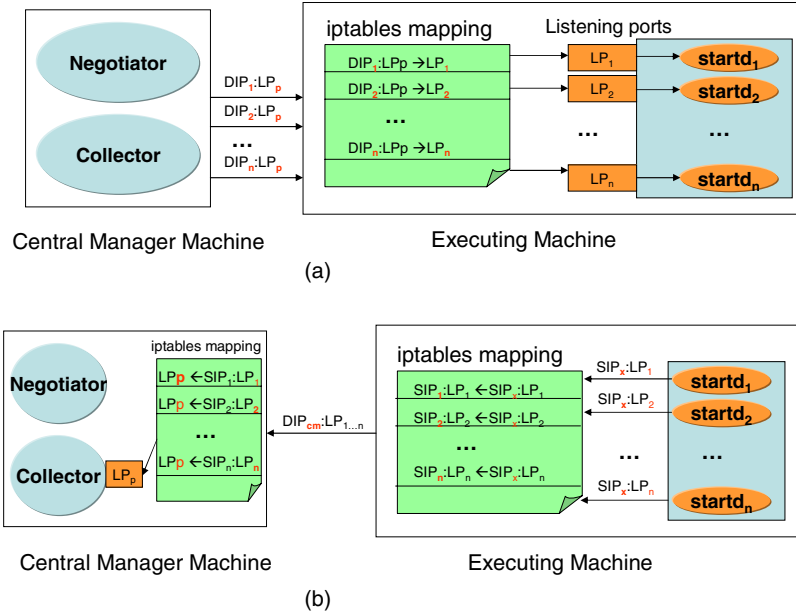 iptables mapping
Listening ports
Negotiator
Collector
DIP₁:LPₚ
DIP₂:LPₚ
...
DIPₙ:LPₚ
DIP₁:LPp →LP₁
DIP₂:LPp →LP₂
...
DIPₙ:LPp →LPₙ
LP₁
LP₂
...
LPₙ
startd₁
startd₂
...
startdₙ
Central Manager Machine
Executing Machine
(a)
iptables mapping
iptables mapping
Negotiator
Collector
LPₚ
LPp ←SIP₁:LP₁
LPp ←SIP₂:LP₂
...
LPp ←SIPₙ:LPₙ
DIP꜀ₘ:LP₁...ₙ
SIP₁:LP₁ ←SIPₓ:LP₁
SIP₂:LP₂ ←SIPₓ:LP₂
...
SIPₙ:LPₙ ←SIPₓ:LPₙ
SIPₓ:LP₁
SIPₓ:LP₂
...
SIPₓ:LPₙ
startd₁
startd₂
...
startdₙ
Central Manager Machine
Executing Machine
(b)